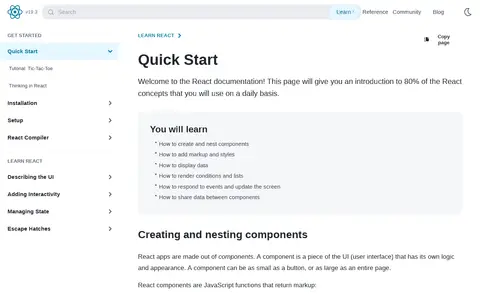 v19.2
Search
Learn
Reference
Community
Blog
GET STARTED
Quick Start
Tutorial: Tic-Tac-Toe
Thinking in React
Installation
Setup
React Compiler
LEARN REACT
Describing the UI
Adding Interactivity
Managing State
Escape Hatches
LEARN REACT
Copy
page
Quick Start
Welcome to the React documentation! This page will give you an introduction to 80% of the React
concepts that you will use on a daily basis.
You will learn
• How to create and nest components
• How to add markup and styles
• How to display data
• How to render conditions and lists
• How to respond to events and update the screen
• How to share data between components
Creating and nesting components
React apps are made out of components. A component is a piece of the UI (user interface) that has its own logic
and appearance. A component can be as small as a button, or as large as an entire page.
React components are JavaScript functions that return markup: